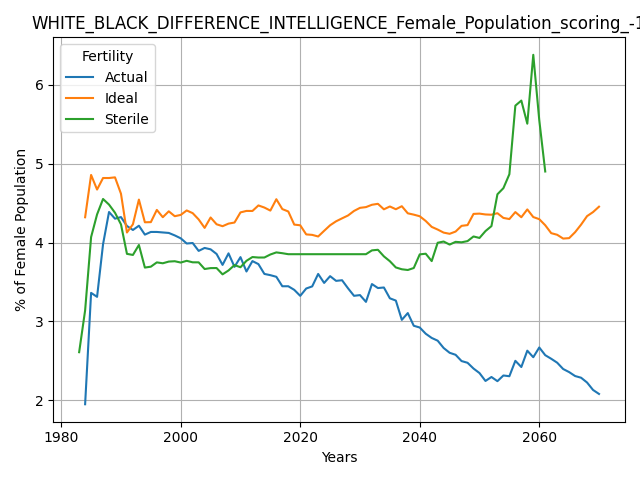 WHITE_BLACK_DIFFERENCE_INTELLIGENCE_Female_Population_scoring_-1
Fertility
Actual
Ideal
Sterile
% of Female Population
6
5
4
3
2
1980 2000 2020 2040 2060
Years